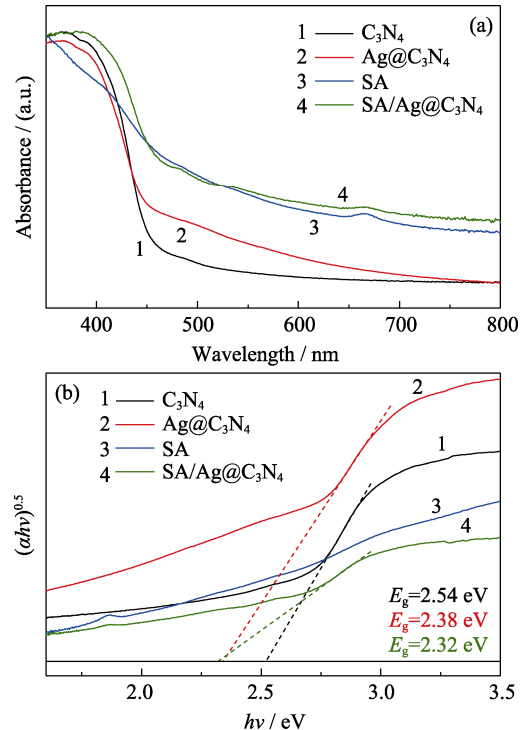 (a)
1 C₃N₄
2 Ag@C₃N₄
3 SA
4 SA/Ag@C₃N₄
Absorbance / (a.u.)
4
3
2
1
400 500 600 700 800
Wavelength / nm
(b)
1 C₃N₄
2 Ag@C₃N₄
3 SA
4 SA/Ag@C₃N₄
(αhν)^0.5
2
1
3
4
E_g=2.54 eV
E_g=2.38 eV
E_g=2.32 eV
2.0 2.5 3.0 3.5
hν / eV